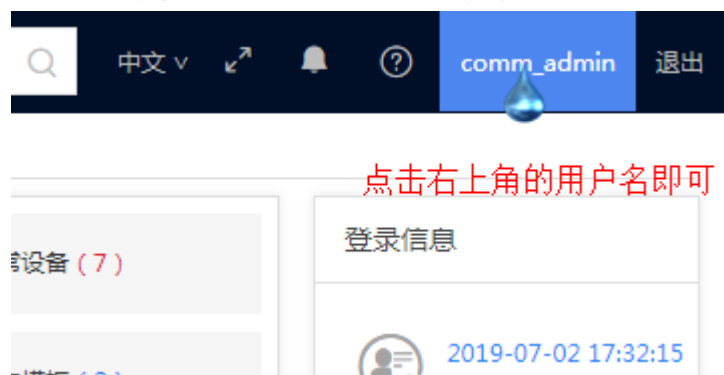 中文 comm_admin 退出
点击右上角的用户名即可
登录信息
设备 ( 7 )
2019-07-02 17:32:15